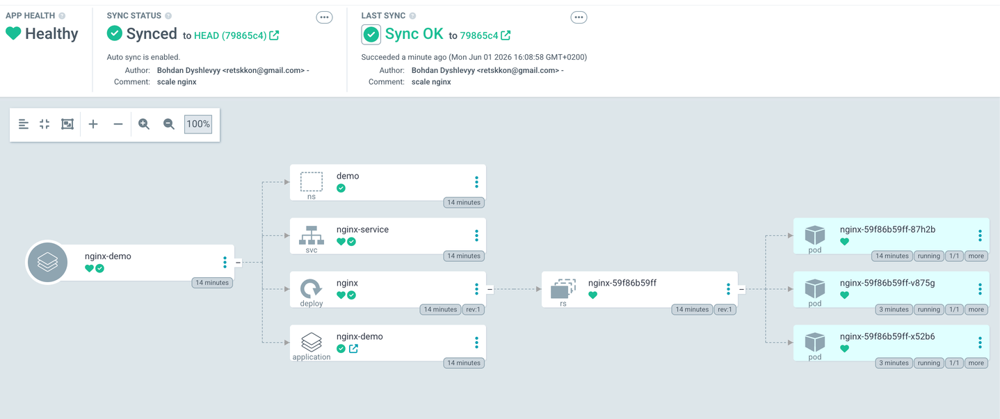 APP HEALTH
Healthy
SYNC STATUS
Synced to HEAD (79865c4)
Auto sync is enabled.
Author: Bohdan Dyshlevyy <retskkon@gmail.com> -
Comment: scale nginx
LAST SYNC
Sync OK to 79865c4
Succeeded a minute ago (Mon Jun 01 2026 16:08:58 GMT+0200)
Author: Bohdan Dyshlevyy <retskkon@gmail.com> -
Comment: scale nginx
100%
nginx-demo
14 minutes
demo
ns
14 minutes
nginx-service
svc
14 minutes
nginx
deploy
14 minutes rev:1
nginx-demo
application
14 minutes
nginx-59f86b59ff
rs
14 minutes rev:1
nginx-59f86b59ff-87h2b
pod
14 minutes running 1/1 more
nginx-59f86b59ff-v875g
pod
3 minutes running 1/1 more
nginx-59f86b59ff-x52b6
pod
3 minutes running 1/1 more